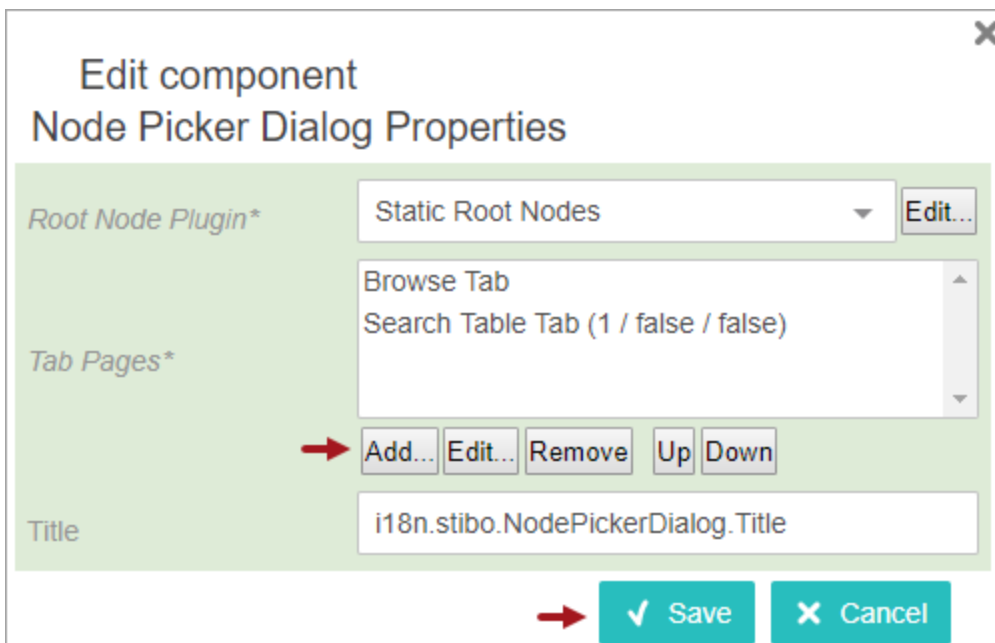 Edit component
Node Picker Dialog Properties
Root Node Plugin*
Static Root Nodes
Edit...
Browse Tab
Search Table Tab (1 / false / false)
Tab Pages*
Add... Edit... Remove Up Down
Title
i18n.stibo.NodePickerDialog.Title
Save
Cancel